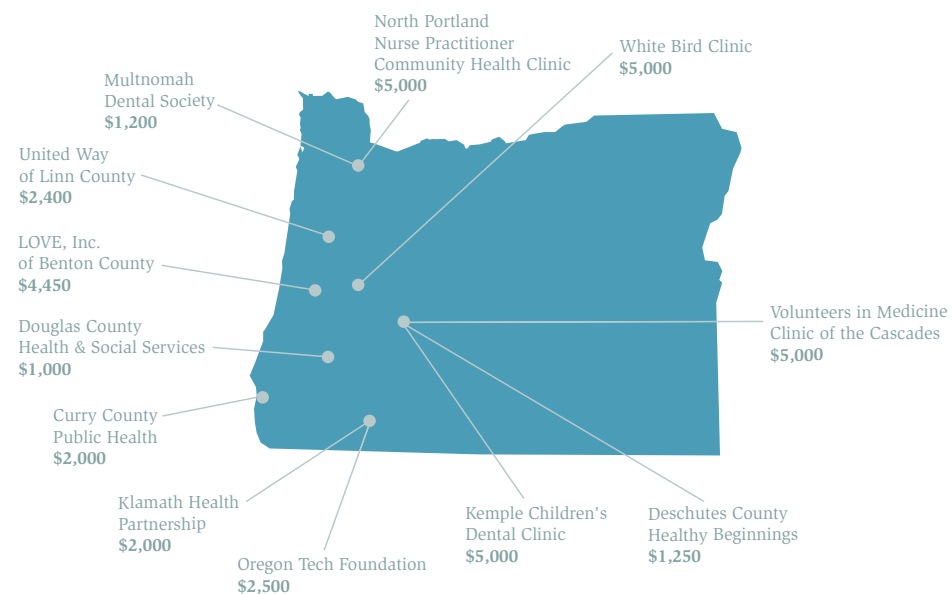 North Portland
Nurse Practitioner
Community Health Clinic
$5,000
White Bird Clinic
$5,000
Multnomah
Dental Society
$1,200
United Way
of Linn County
$2,400
LOVE, Inc.
of Benton County
$4,450
Douglas County
Health & Social Services
$1,000
Volunteers in Medicine
Clinic of the Cascades
$5,000
Curry County
Public Health
$2,000
Klamath Health
Partnership
$2,000
Oregon Tech Foundation
$2,500
Kemple Children's
Dental Clinic
$5,000
Deschutes County
Healthy Beginnings
$1,250